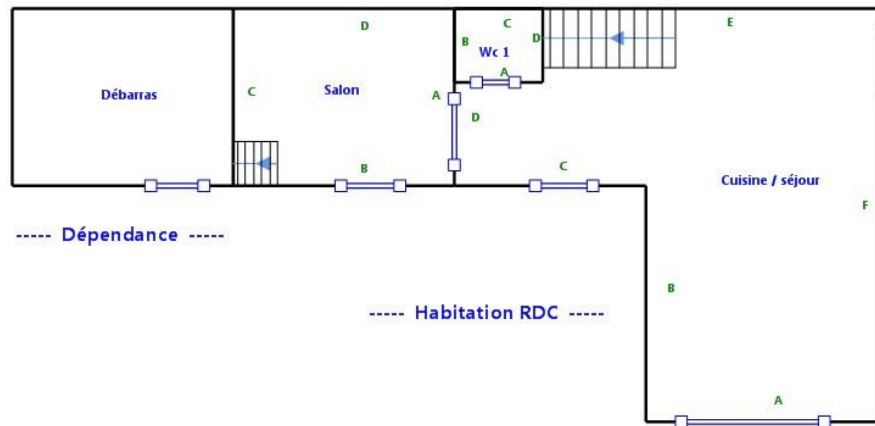 D
C
E
B
Wc 1
D
A
Débarras
C
Salon
A
D
B
C
Cuisine / séjour
F
----- Dépendance -----
B
----- Habitation RDC -----
A